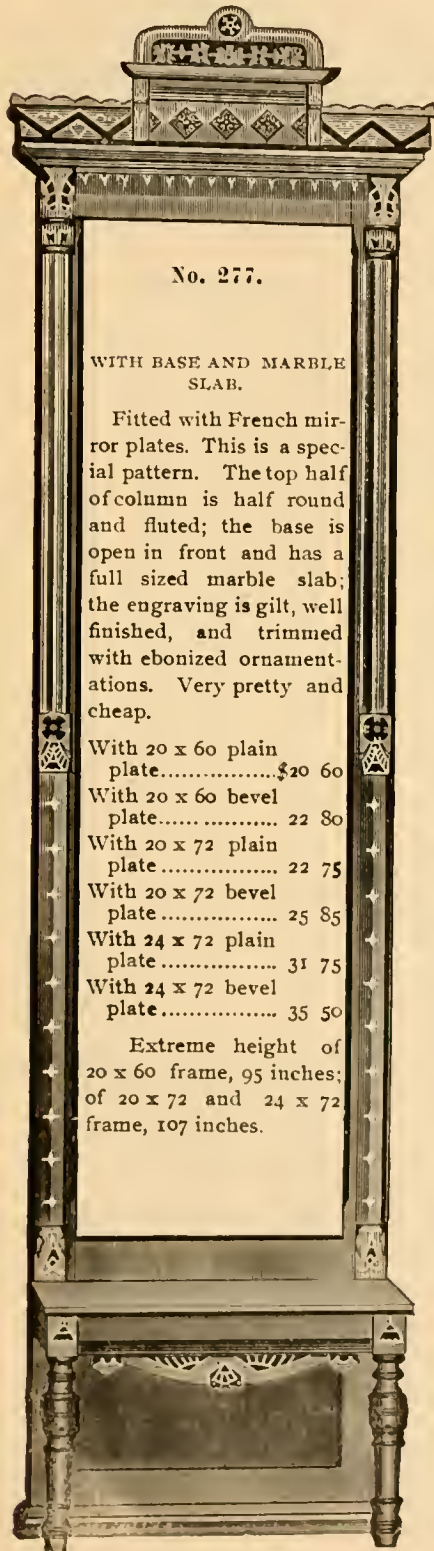 No. 277.
WITH BASE AND MARBLE
SLAB.
Fitted with French mir-
ror plates. This is a spec-
ial pattern. The top half
of column is half round
and fluted; the base is
open in front and has a
full sized marble slab;
the engraving is gilt, well
finished, and trimmed
with ebonized ornament-
ations. Very pretty and
cheap.
With 20 x 60 plain
plate................$20 60
With 20 x 60 bevel
plate................. 22 80
With 20 x 72 plain
plate................. 22 75
With 20 x 72 bevel
plate................. 25 85
With 24 x 72 plain
plate................. 31 75
With 24 x 72 bevel
plate................. 35 50
Extreme height of
20 x 60 frame, 95 inches;
of 20 x 72 and 24 x 72
frame, 107 inches.